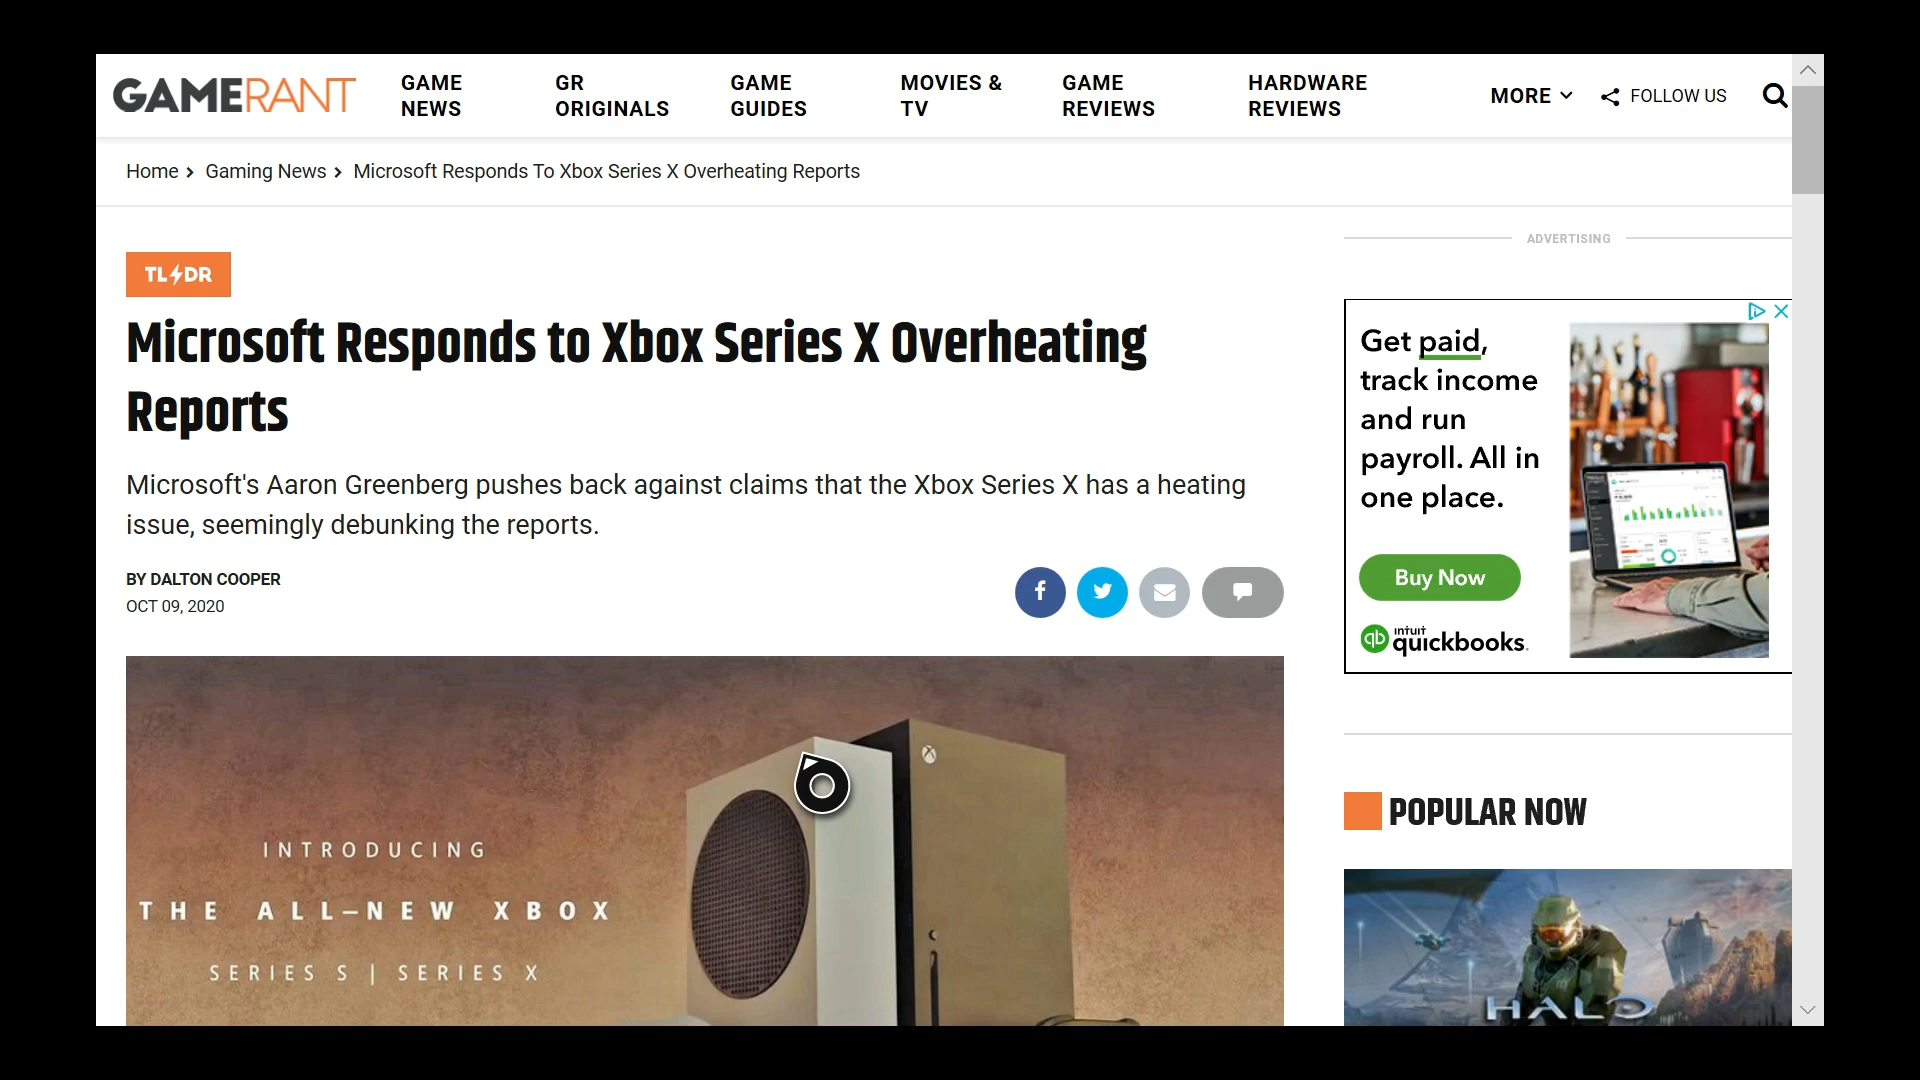 GAMERANT
GAME NEWS
GR ORIGINALS
GAME GUIDES
MOVIES & TV
GAME REVIEWS
HARDWARE REVIEWS
MORE
FOLLOW US
Home > Gaming News > Microsoft Responds To Xbox Series X Overheating Reports
TL DR
Microsoft Responds to Xbox Series X Overheating
Reports
Microsoft's Aaron Greenberg pushes back against claims that the Xbox Series X has a heating
issue, seemingly debunking the reports.
BY DALTON COOPER
OCT 09, 2020
INTRODUCING
THE ALL-NEW XBOX
SERIES S | SERIES X
ADVERTISING
Get paid,
track income
and run
payroll. All in
one place.
Buy Now
intuit
quickbooks.
POPULAR NOW
HALO